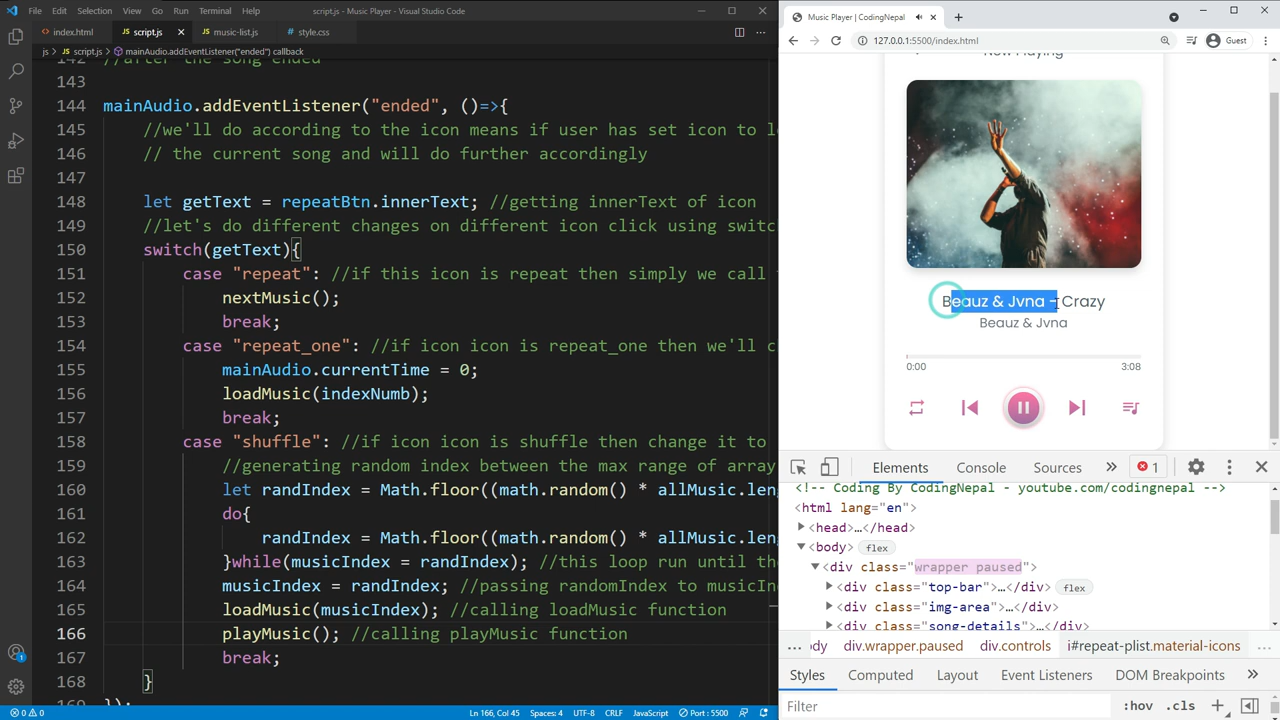 File Edit Selection View Go Run Terminal Help script.js - Music Player - Visual Studio Code
index.html script.js music-list.js style.css
js > script.js > mainAudio.addEventListener("ended") callback
142 //after the song ended
143
144 mainAudio.addEventListener("ended", ()=>{
145 //we'll do according to the icon means if user has set icon to l
146 // the current song and will do further accordingly
147
148 let getText = repeatBtn.innerText; //getting innerText of icon
149 //let's do different changes on different icon click using switc
150 switch(getText){
151 case "repeat": //if this icon is repeat then simply we call
152 nextMusic();
153 break;
154 case "repeat_one": //if icon icon is repeat_one then we'll c
155 mainAudio.currentTime = 0;
156 loadMusic(indexNumb);
157 break;
158 case "shuffle": //if icon icon is shuffle then change it to
159 //generating random index between the max range of array
160 let randIndex = Math.floor((math.random() * allMusic.len
161 do{
162 randIndex = Math.floor((math.random() * allMusic.len
163 }while(musicIndex = randIndex); //this loop run until th
164 musicIndex = randIndex; //passing randomIndex to musicIn
165 loadMusic(musicIndex); //calling loadMusic function
166 playMusic(); //calling playMusic function
167 break;
168 }
169 });
0 0 Ln 166, Col 45 Spaces: 4 UTF-8 CRLF JavaScript Port : 5500
Music Player | CodingNepal
127.0.0.1:5500/index.html Guest
Now Playing
Beauz & Jvna - Crazy
Beauz & Jvna
0:00 3:08
Elements Console Sources 1
<!-- Coding By CodingNepal - youtube.com/codingnepal -->
<html lang="en">
<head>…</head>
<body> flex
<div class="wrapper paused">
<div class="top-bar">…</div> flex
<div class="img-area">…</div>
<div class="song-details">…</div>
... dy div.wrapper.paused div.controls i#repeat-plist.material-icons ...
Styles Computed Layout Event Listeners DOM Breakpoints
Filter :hov .cls